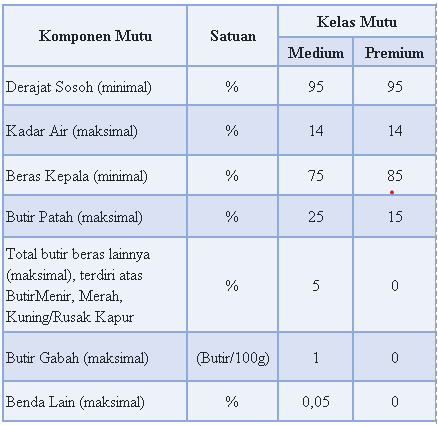 Komponen Mutu Satuan Kelas Mutu
Medium Premium
Derajat Sosoh (minimal) % 95 95
Kadar Air (maksimal) % 14 14
Beras Kepala (minimal) % 75 85
Butir Patah (maksimal) % 25 15
Total butir beras lainnya
(maksimal), terdiri atas
ButirMenir, Merah,
Kuning/Rusak Kapur % 5 0
Butir Gabah (maksimal) (Butir/100g) 1 0
Benda Lain (maksimal) % 0,05 0